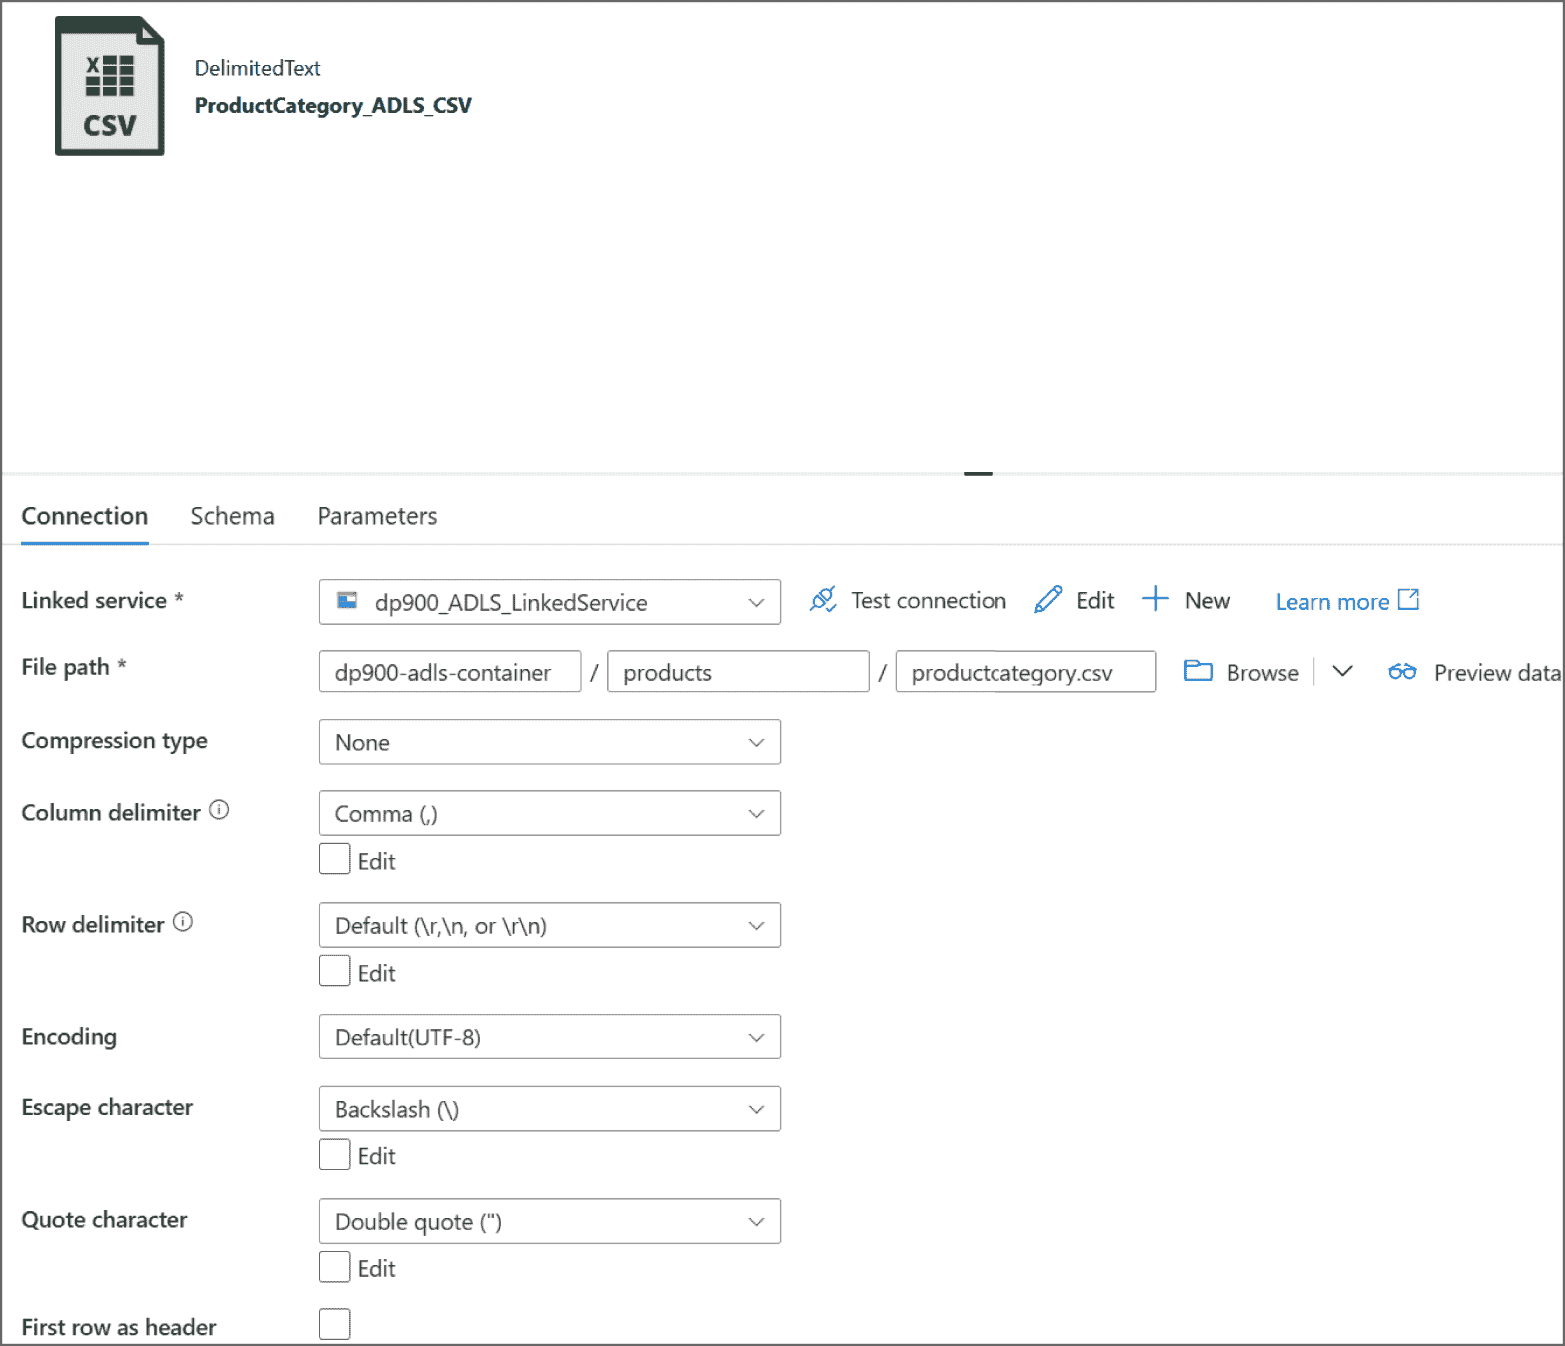 X
CSV
DelimitedText
ProductCategory_ADLS_CSV
Connection Schema Parameters
Linked service * dp900_ADLS_LinkedService Test connection Edit New Learn more
File path * dp900-adls-container / products / productcategory.csv Browse Preview data
Compression type None
Column delimiter Comma (,)
Edit
Row delimiter Default (\r,\n, or \r\n)
Edit
Encoding Default(UTF-8)
Escape character Backslash (\)
Edit
Quote character Double quote (")
Edit
First row as header